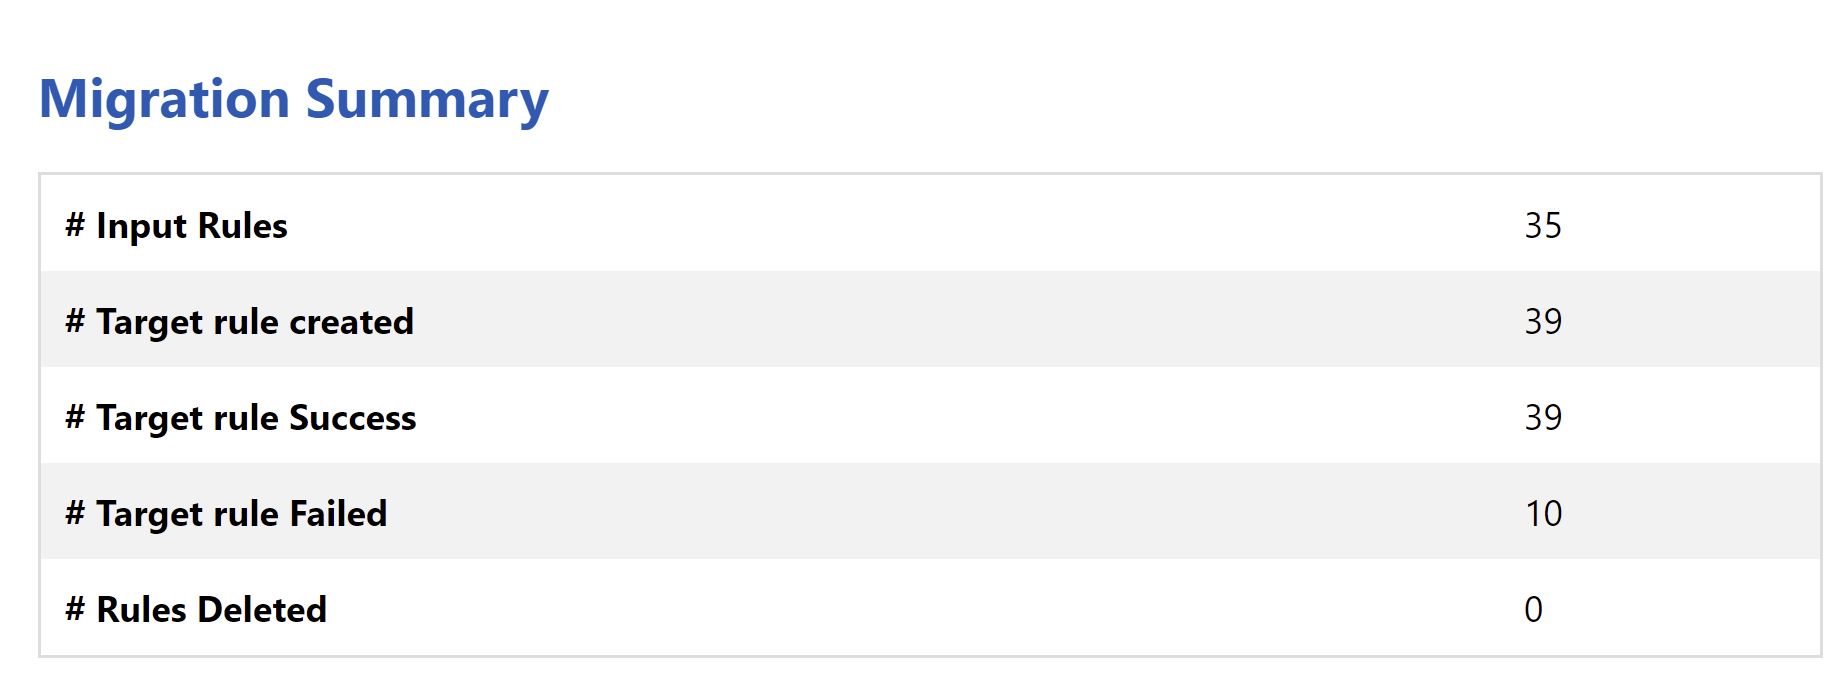 Migration Summary
# Input Rules 35
# Target rule created 39
# Target rule Success 39
# Target rule Failed 10
# Rules Deleted 0